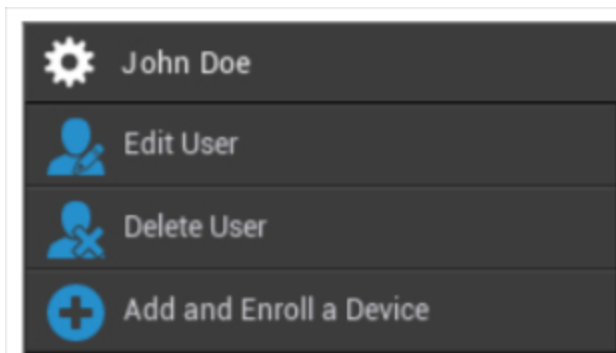 John Doe
Edit User
Delete User
Add and Enroll a Device